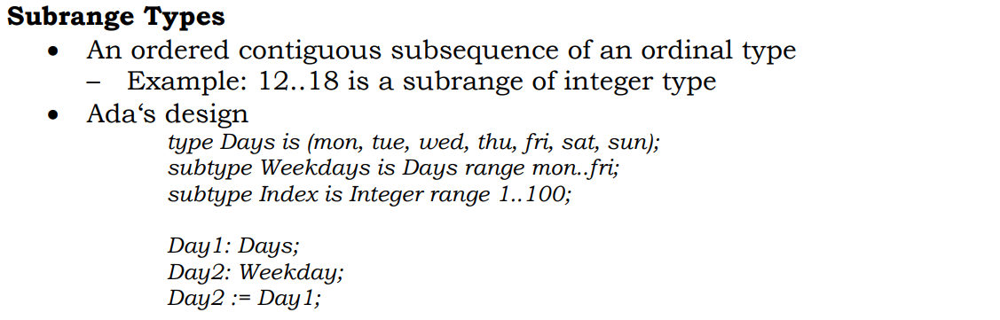 Subrange Types
• An ordered contiguous subsequence of an ordinal type
– Example: 12..18 is a subrange of integer type
• Ada‘s design
type Days is (mon, tue, wed, thu, fri, sat, sun);
subtype Weekdays is Days range mon..fri;
subtype Index is Integer range 1..100;
Day1: Days;
Day2: Weekday;
Day2 := Day1;